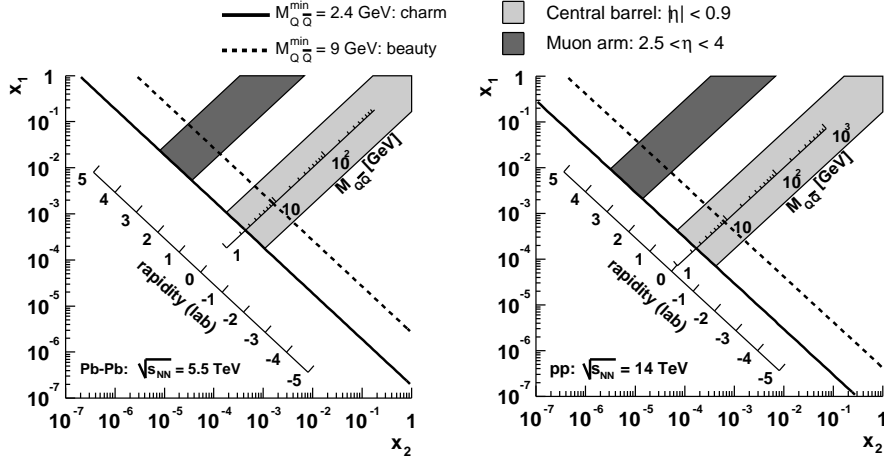 M^min_QQ̅ = 2.4 GeV: charm
M^min_QQ̅ = 9 GeV: beauty
Central barrel: |η| < 0.9
Muon arm: 2.5 < η < 4
x₁
1
10⁻¹
10⁻²
10⁻³
10⁻⁴
10⁻⁵
10⁻⁶
10⁻⁷
5
4
3
2
1
0
-1
-2
-3
-4
-5
rapidity (lab)
1
10
10²
M_QQ̅ [GeV]
Pb-Pb: √s_NN = 5.5 TeV
10⁻⁷ 10⁻⁶ 10⁻⁵ 10⁻⁴ 10⁻³ 10⁻² 10⁻¹ 1
x₂
x₁
1
10⁻¹
10⁻²
10⁻³
10⁻⁴
10⁻⁵
10⁻⁶
10⁻⁷
5
4
3
2
1
0
-1
-2
-3
-4
-5
rapidity (lab)
1
10
10²
10³
M_QQ̅ [GeV]
pp: √s_NN = 14 TeV
10⁻⁷ 10⁻⁶ 10⁻⁵ 10⁻⁴ 10⁻³ 10⁻² 10⁻¹ 1
x₂